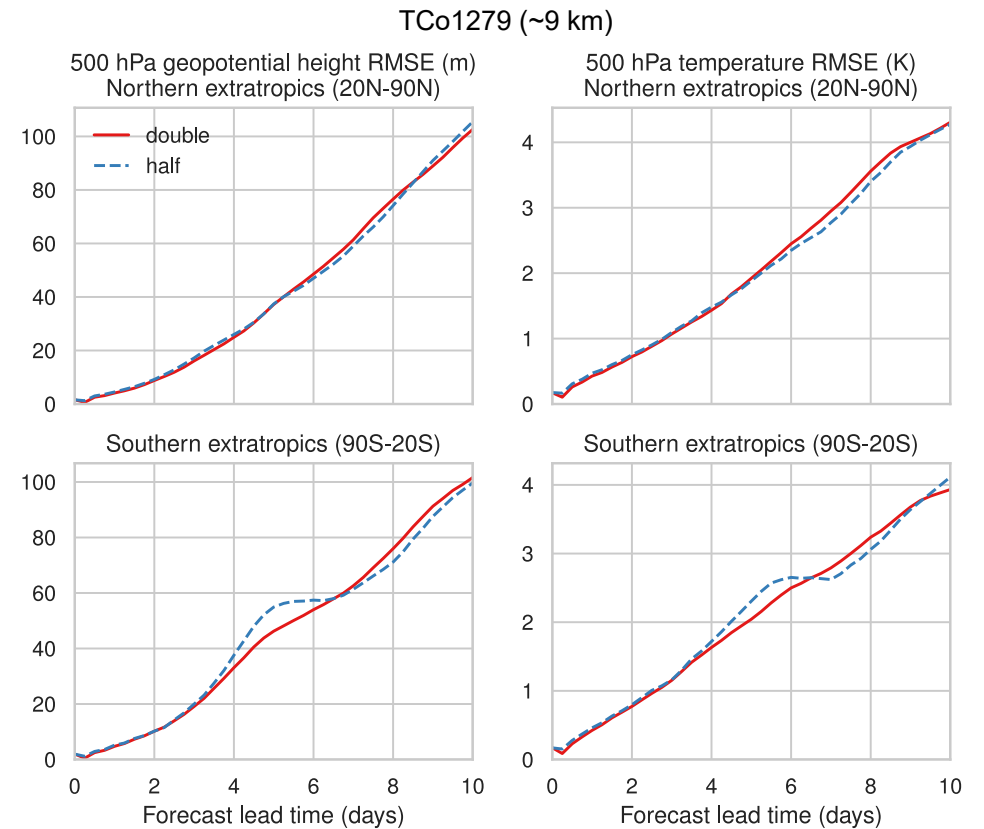 TCo1279 (~9 km)
500 hPa geopotential height RMSE (m)
Northern extratropics (20N-90N)
100
80
60
40
20
0
double
half
500 hPa temperature RMSE (K)
Northern extratropics (20N-90N)
4
3
2
1
0
Southern extratropics (90S-20S)
100
80
60
40
20
0
0 2 4 6 8 10
Forecast lead time (days)
Southern extratropics (90S-20S)
4
3
2
1
0
0 2 4 6 8 10
Forecast lead time (days)